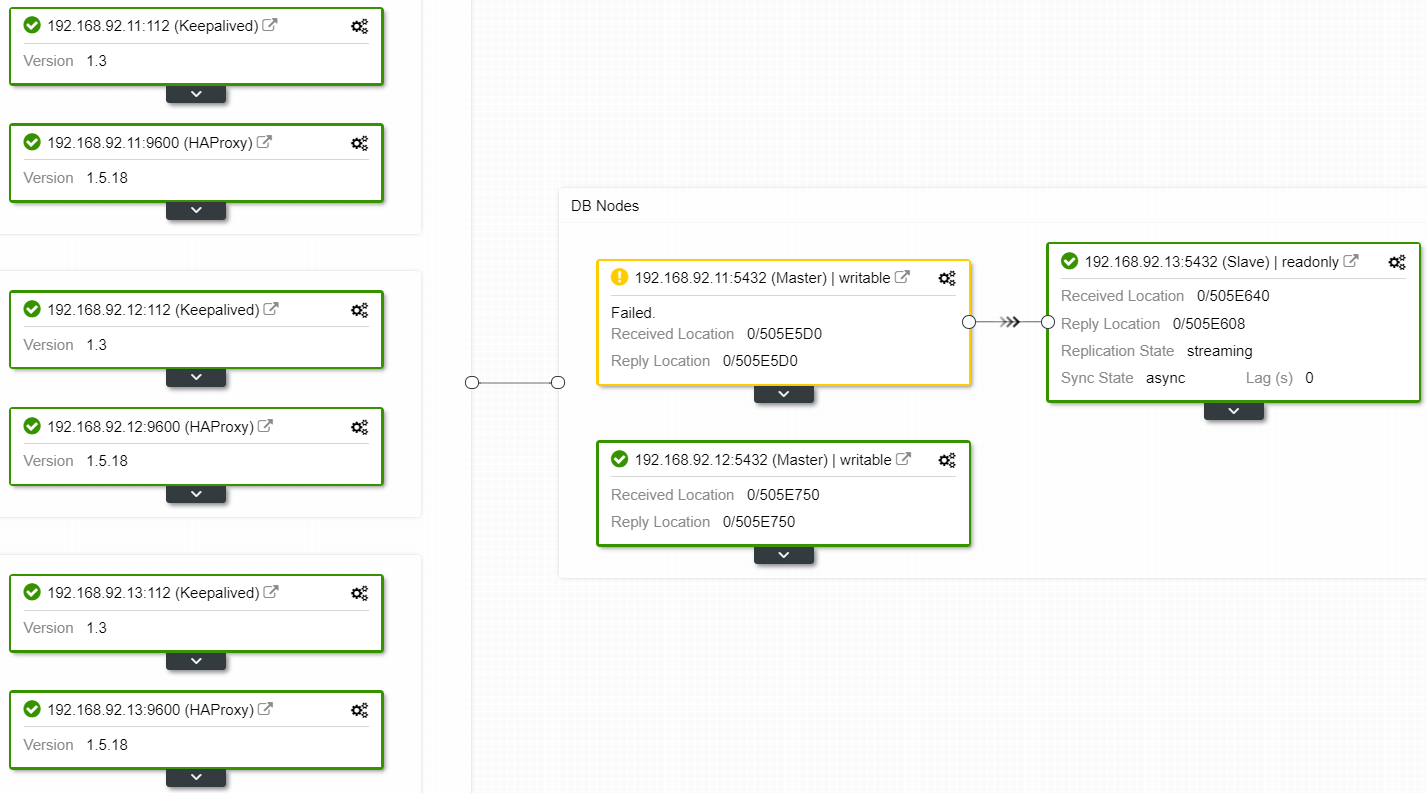 192.168.92.11:112 (Keepalived)
Version 1.3
192.168.92.11:9600 (HAProxy)
Version 1.5.18
192.168.92.12:112 (Keepalived)
Version 1.3
192.168.92.12:9600 (HAProxy)
Version 1.5.18
192.168.92.13:112 (Keepalived)
Version 1.3
192.168.92.13:9600 (HAProxy)
Version 1.5.18
DB Nodes
192.168.92.11:5432 (Master) | writable
Failed.
Received Location 0/505E5D0
Reply Location 0/505E5D0
192.168.92.12:5432 (Master) | writable
Received Location 0/505E750
Reply Location 0/505E750
192.168.92.13:5432 (Slave) | readonly
Received Location 0/505E640
Reply Location 0/505E608
Replication State streaming
Sync State async Lag (s) 0